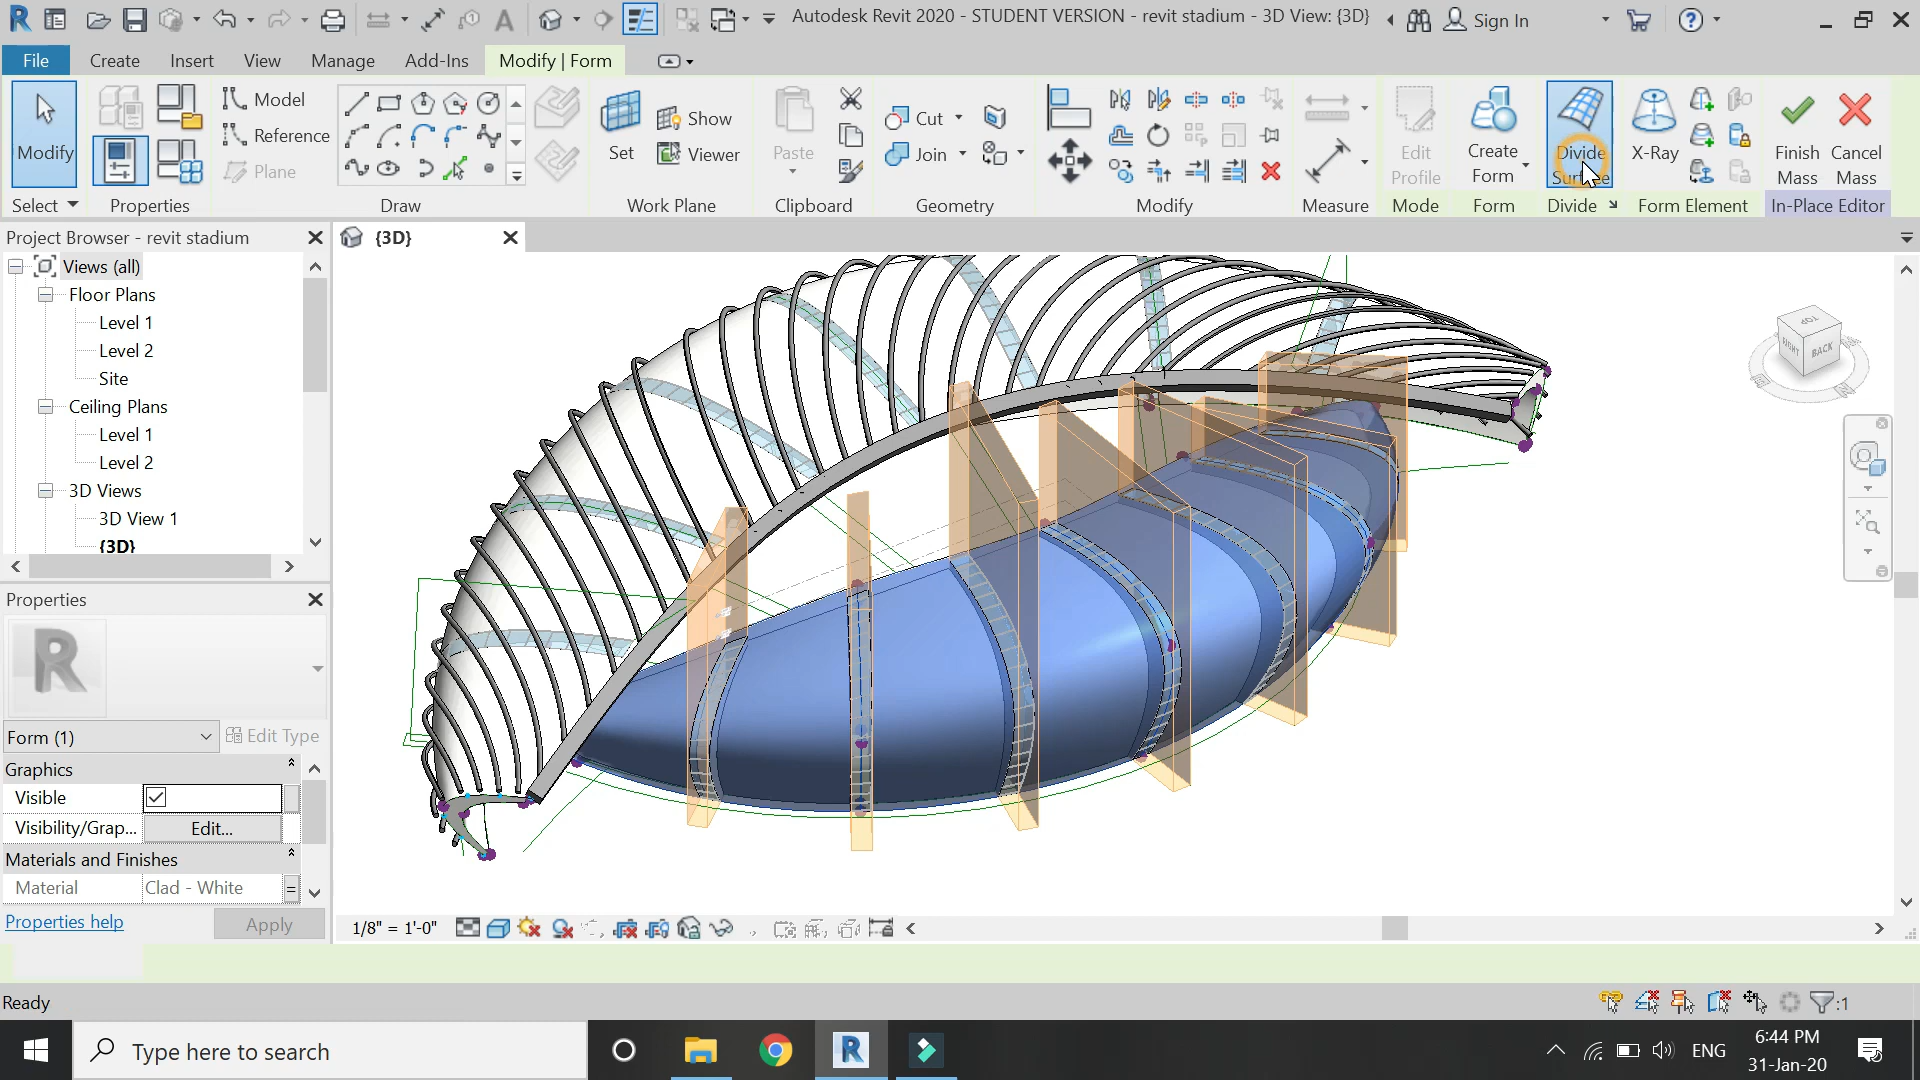 Autodesk Revit 2020 - STUDENT VERSION - revit stadium - 3D View: {3D}
Sign In
File
Create
Insert
View
Manage
Add-Ins
Modify | Form
Modify
Model
Reference
Plane
Set
Show
Viewer
Paste
Cut
Join
Edit
Profile
Create
Form
Divide
X-Ray
Finish
Mass
Cancel
Mass
Select
Properties
Draw
Work Plane
Clipboard
Geometry
Modify
Measure
Mode
Form
Divide
Form Element
In-Place Editor
Project Browser - revit stadium
{3D}
Views (all)
Floor Plans
Level 1
Level 2
Site
Ceiling Plans
Level 1
Level 2
3D Views
3D View 1
{3D}
TOP
RIGHT
BACK
Properties
R
Form (1)
Edit Type
Graphics
Visible
Visibility/Grap...
Edit...
Materials and Finishes
Material
Clad - White
Properties help
Apply
1/8" = 1'-0"
Ready
:1
Type here to search
ENG
6:44 PM
31-Jan-20